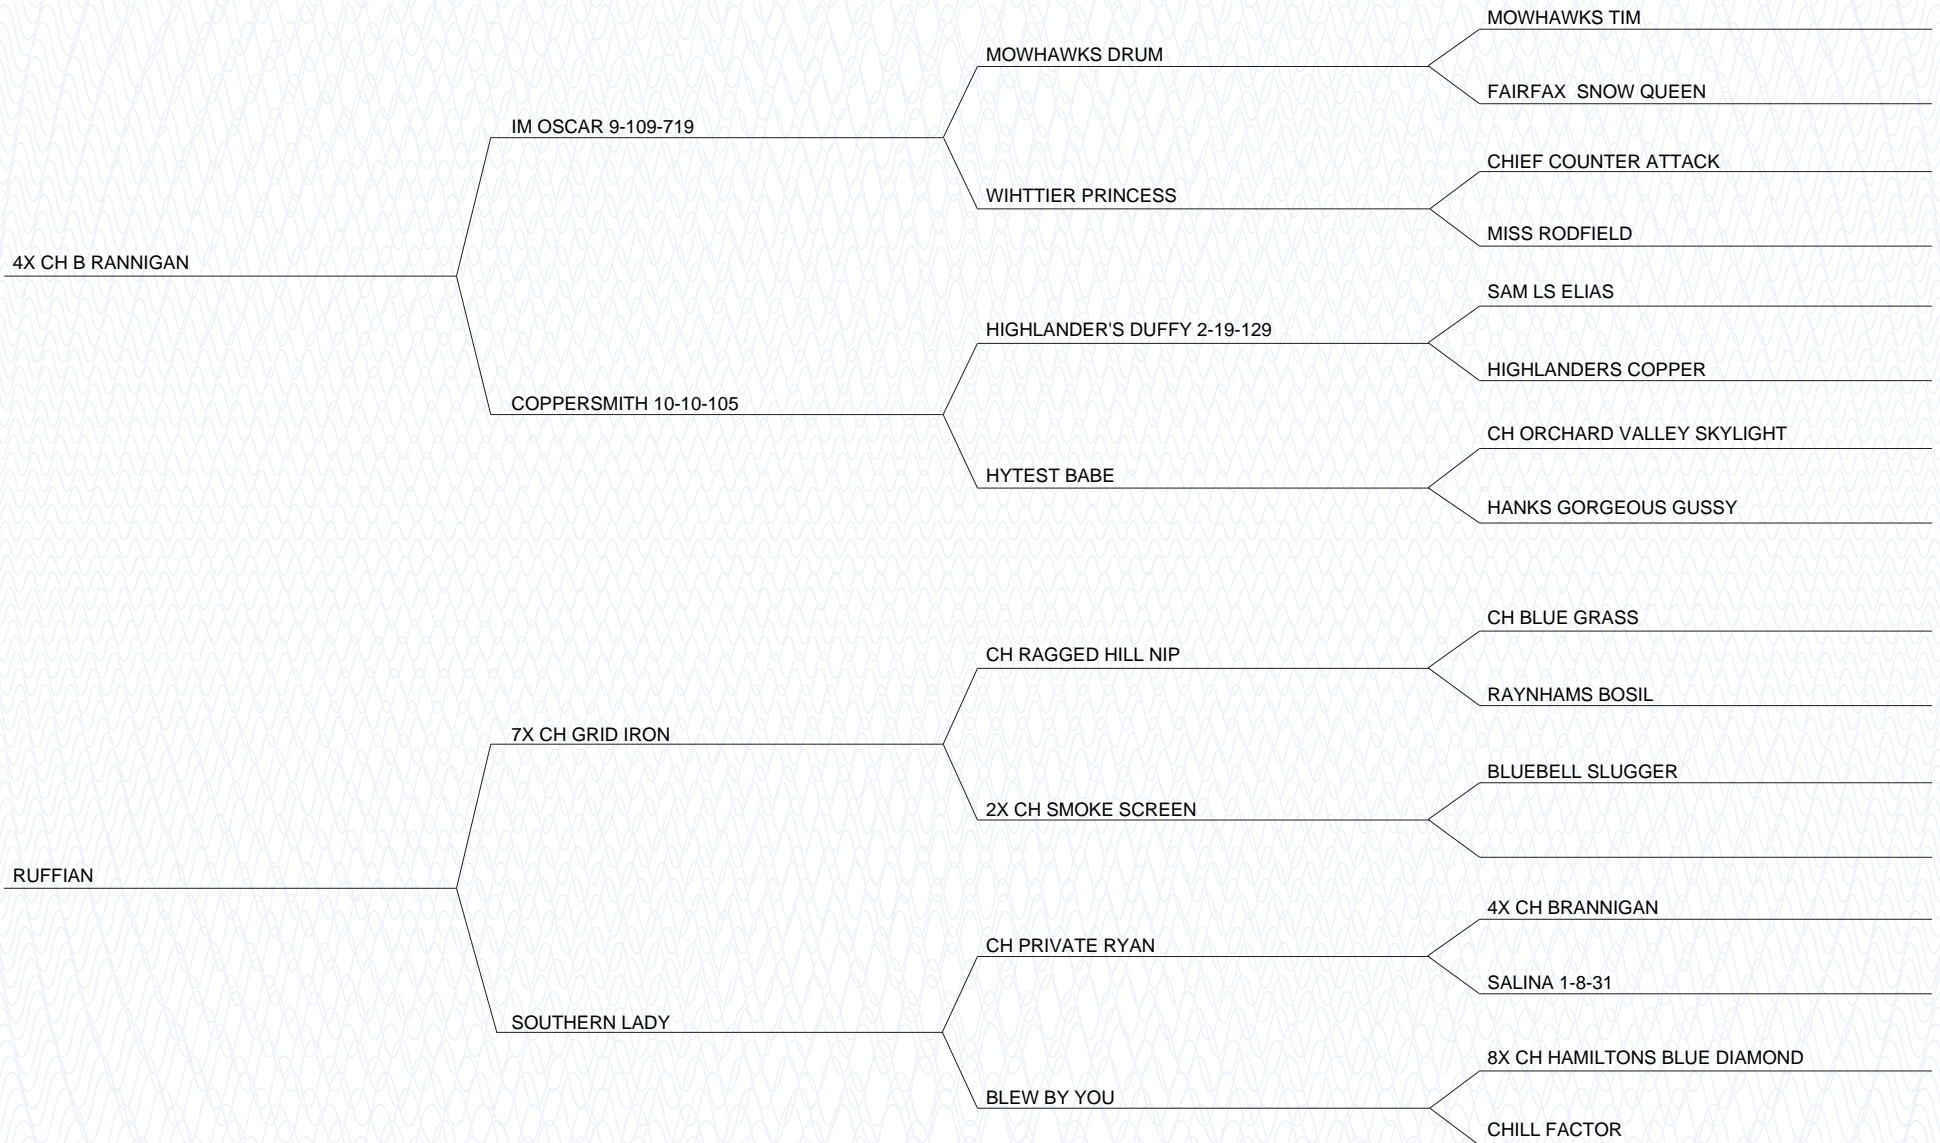 MOWHAWKS TIM
MOWHAWKS DRUM
FAIRFAX  SNOW QUEEN
IM OSCAR 9-109-719
CHIEF COUNTER ATTACK
WIHTTIER PRINCESS
MISS RODFIELD
4X CH B RANNIGAN
SAM LS ELIAS
HIGHLANDER'S DUFFY 2-19-129
HIGHLANDERS COPPER
COPPERSMITH 10-10-105
CH ORCHARD VALLEY SKYLIGHT
HYTEST BABE
HANKS GORGEOUS GUSSY
CH BLUE GRASS
CH RAGGED HILL NIP
RAYNHAMS BOSIL
7X CH GRID IRON
BLUEBELL SLUGGER
2X CH SMOKE SCREEN
RUFFIAN
4X CH BRANNIGAN
CH PRIVATE RYAN
SALINA 1-8-31
SOUTHERN LADY
8X CH HAMILTONS BLUE DIAMOND
BLEW BY YOU
CHILL FACTOR